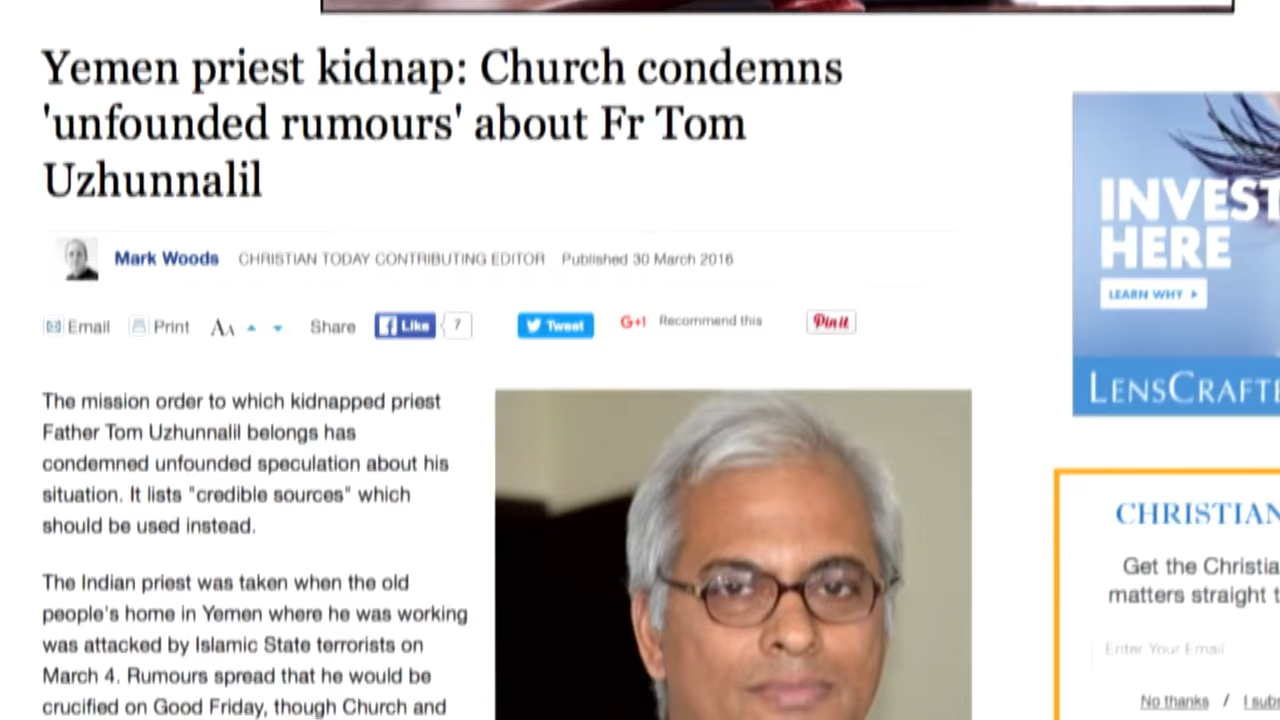 Yemen priest kidnap: Church condemns
'unfounded rumours' about Fr Tom
Uzhunnalil
Mark Woods CHRISTIAN TODAY CONTRIBUTING EDITOR Published 30 March 2016
Email Print AA Share Like 7 Tweet G+1 Recommend this Pin it
The mission order to which kidnapped priest
Father Tom Uzhunnalil belongs has
condemned unfounded speculation about his
situation. It lists "credible sources" which
should be used instead.
The Indian priest was taken when the old
people's home in Yemen where he was working
was attacked by Islamic State terrorists on
March 4. Rumours spread that he would be
crucified on Good Friday, though Church and
INVEST
HERE
LEARN WHY
LENSCRAFTE
CHRISTIAN
Get the Christia
matters straight t
Enter Your Email
No thanks / I subs